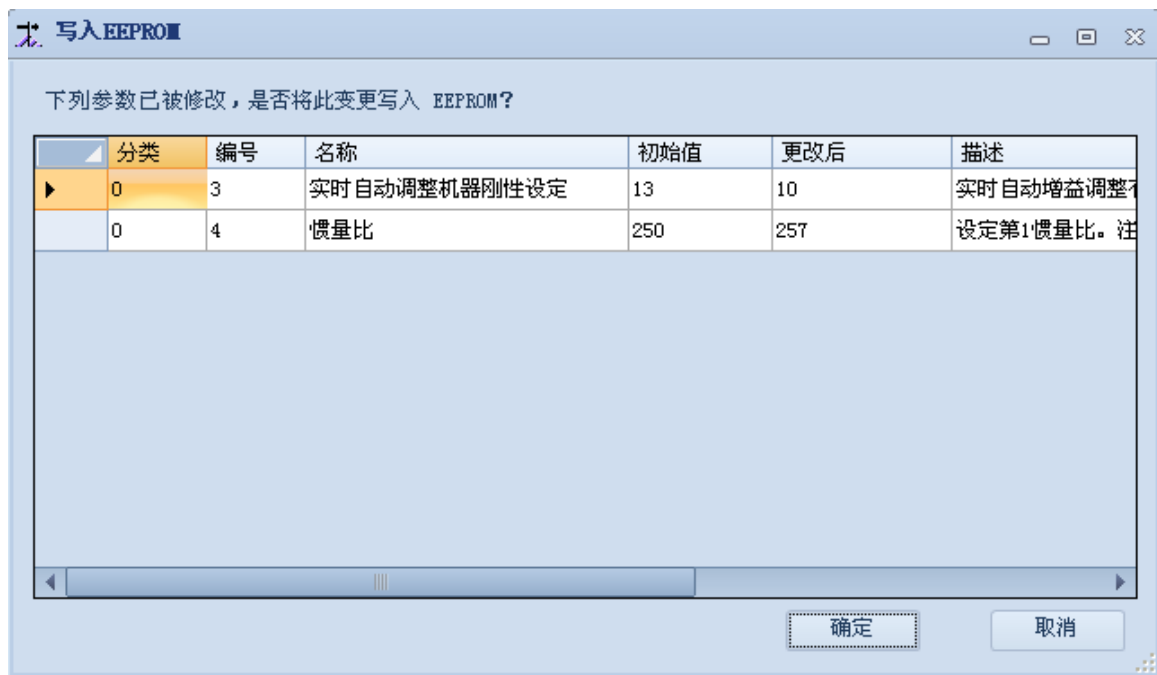 写入EEPROM
下列参数已被修改，是否将此变更写入 EEPROM?
分类 编号 名称 初始值 更改后 描述
0 3 实时自动调整机器刚性设定 13 10 实时自动增益调整
0 4 惯量比 250 257 设定第1惯量比。注
确定 取消